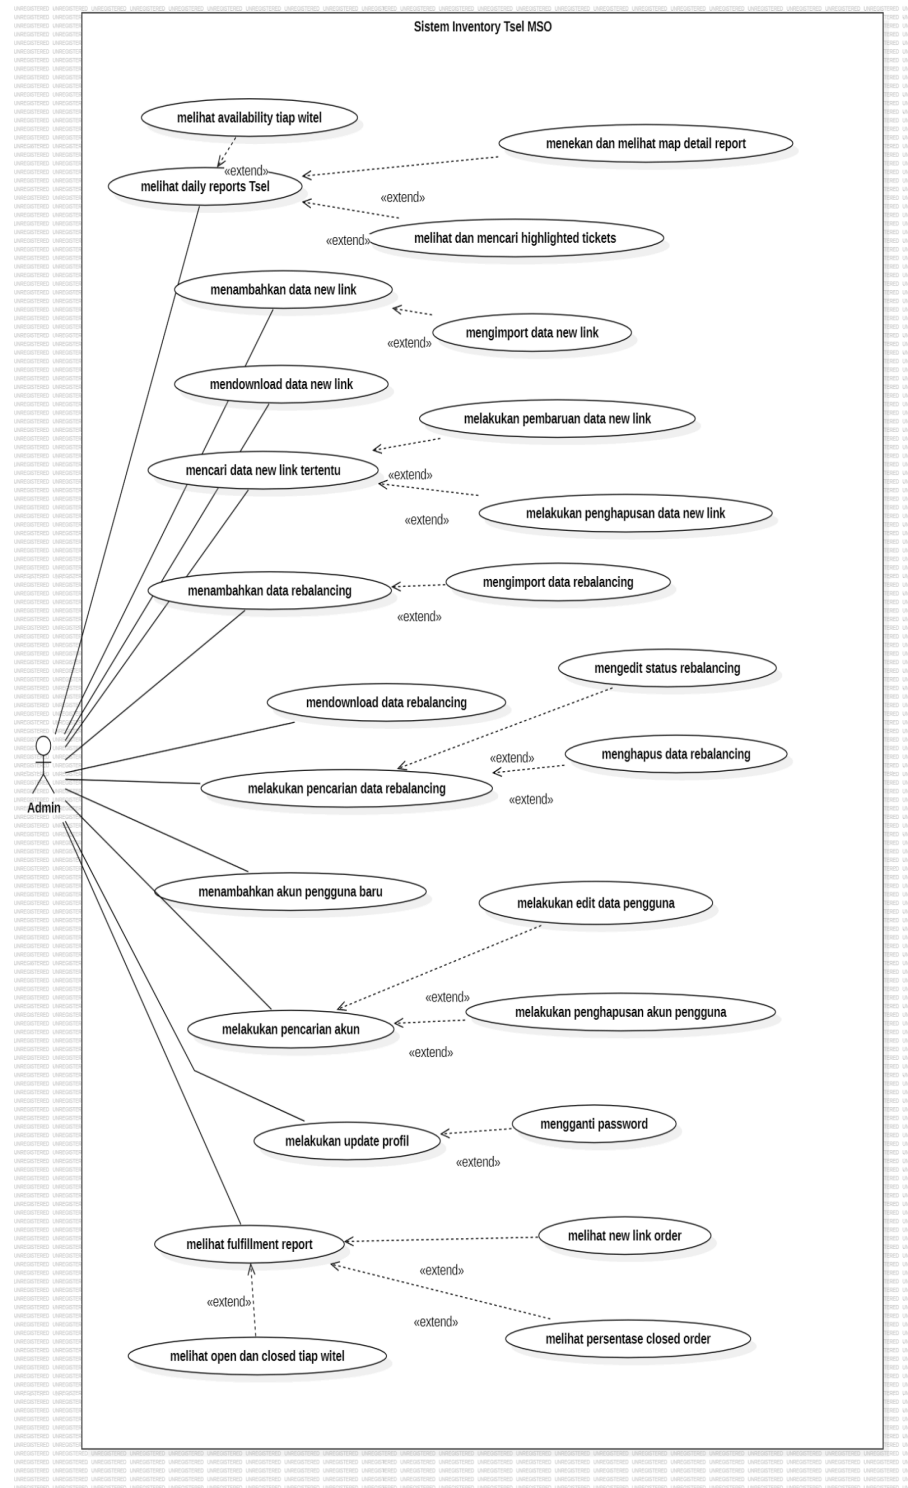 Sistem Inventory Tsel MSO
melihat availability tiap witel
menekan dan melihat map detail report
«extend»
melihat daily reports Tsel
«extend»
melihat dan mencari highlighted tickets
«extend»
menambahkan data new link
mengimport data new link
«extend»
mendownload data new link
melakukan pembaruan data new link
mencari data new link tertentu
«extend»
melakukan penghapusan data new link
«extend»
mengimport data rebalancing
menambahkan data rebalancing
«extend»
mengedit status rebalancing
mendownload data rebalancing
menghapus data rebalancing
«extend»
melakukan pencarian data rebalancing
«extend»
Admin
menambahkan akun pengguna baru
melakukan edit data pengguna
«extend»
melakukan penghapusan akun pengguna
melakukan pencarian akun
«extend»
mengganti password
melakukan update profil
«extend»
melihat new link order
melihat fulfillment report
«extend»
«extend»
«extend»
melihat persentase closed order
melihat open dan closed tiap witel